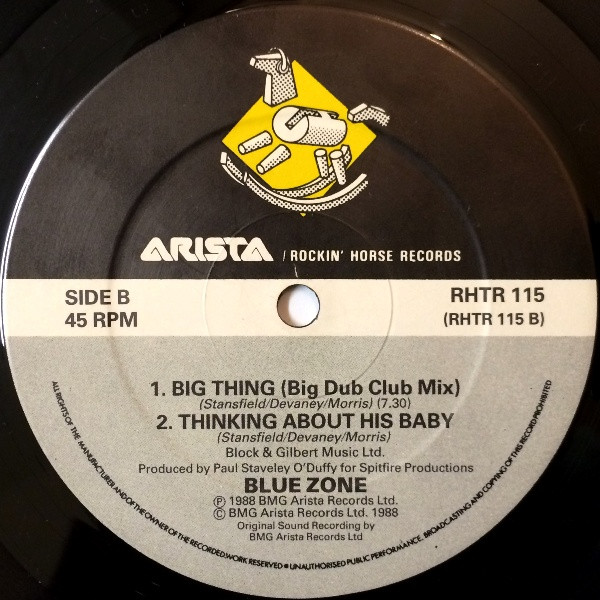 ARISTA / ROCKIN' HORSE RECORDS
SIDE B
45 RPM
RHTR 115
(RHTR 115 B)
1. BIG THING (Big Dub Club Mix)
(Stansfield/Devaney/Morris) (7.30)
2. THINKING ABOUT HIS BABY
(Stansfield/Devaney/Morris)
Block & Gilbert Music Ltd.
Produced by Paul Staveley O'Duffy for Spitfire Productions
BLUE ZONE
Ⓟ 1988 BMG Arista Records Ltd.
© BMG Arista Records Ltd. 1988
Original Sound Recording by
BMG Arista Records Ltd
ALL RIGHTS OF THE MANUFACTURER AND OF THE OWNER OF THE RECORDED WORK RESERVED ● UNAUTHORISED PUBLIC PERFORMANCE, BROADCASTING AND COPYING OF THIS RECORD PROHIBITED